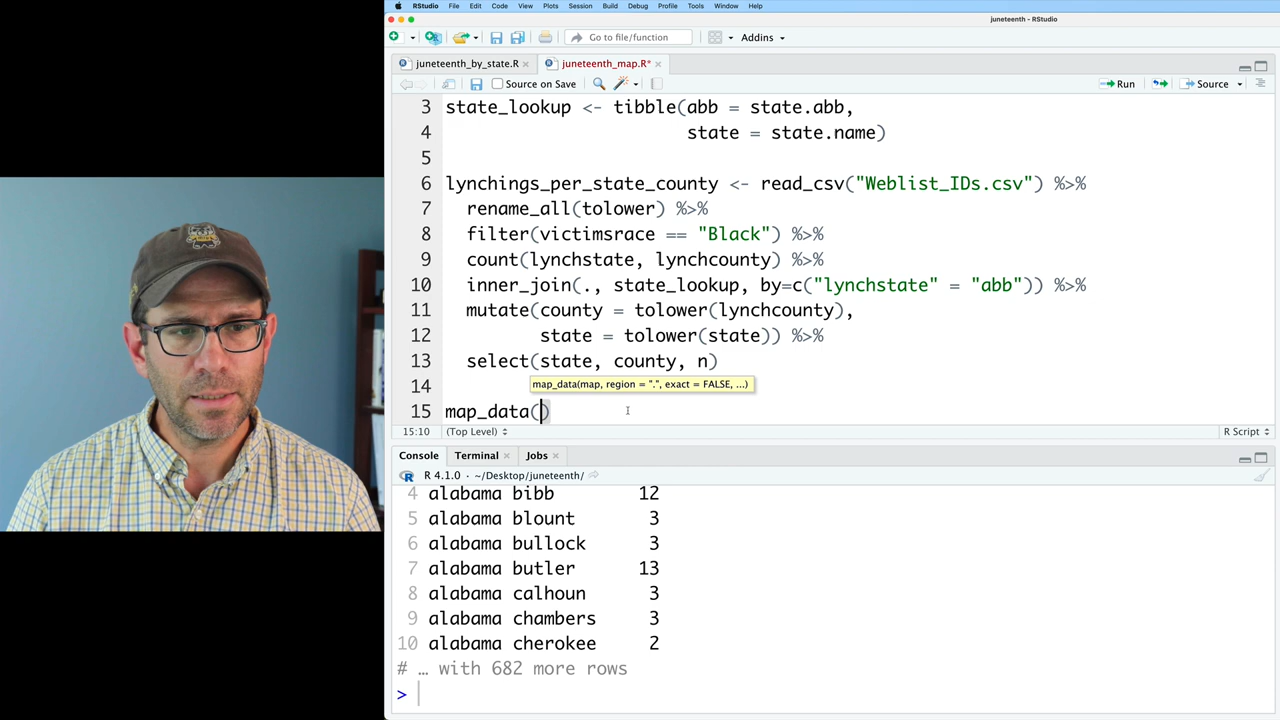 RStudio File Edit Code View Plots Session Build Debug Profile Tools Window Help
juneteenth - RStudio
Go to file/function Addins
juneteenth_by_state.R juneteenth_map.R*
Source on Save Run Source
3 state_lookup <- tibble(abb = state.abb,
4 state = state.name)
5
6 lynchings_per_state_county <- read_csv("Weblist_IDs.csv") %>%
7 rename_all(tolower) %>%
8 filter(victimsrace == "Black") %>%
9 count(lynchstate, lynchcounty) %>%
10 inner_join(., state_lookup, by=c("lynchstate" = "abb")) %>%
11 mutate(county = tolower(lynchcounty),
12 state = tolower(state)) %>%
13 select(state, county, n)
14 map_data(map, region = ".", exact = FALSE, ...)
15 map_data()
15:10 (Top Level) R Script
Console Terminal Jobs
R 4.1.0 · ~/Desktop/juneteenth/
4 alabama bibb 12
5 alabama blount 3
6 alabama bullock 3
7 alabama butler 13
8 alabama calhoun 3
9 alabama chambers 3
10 alabama cherokee 2
# … with 682 more rows
>